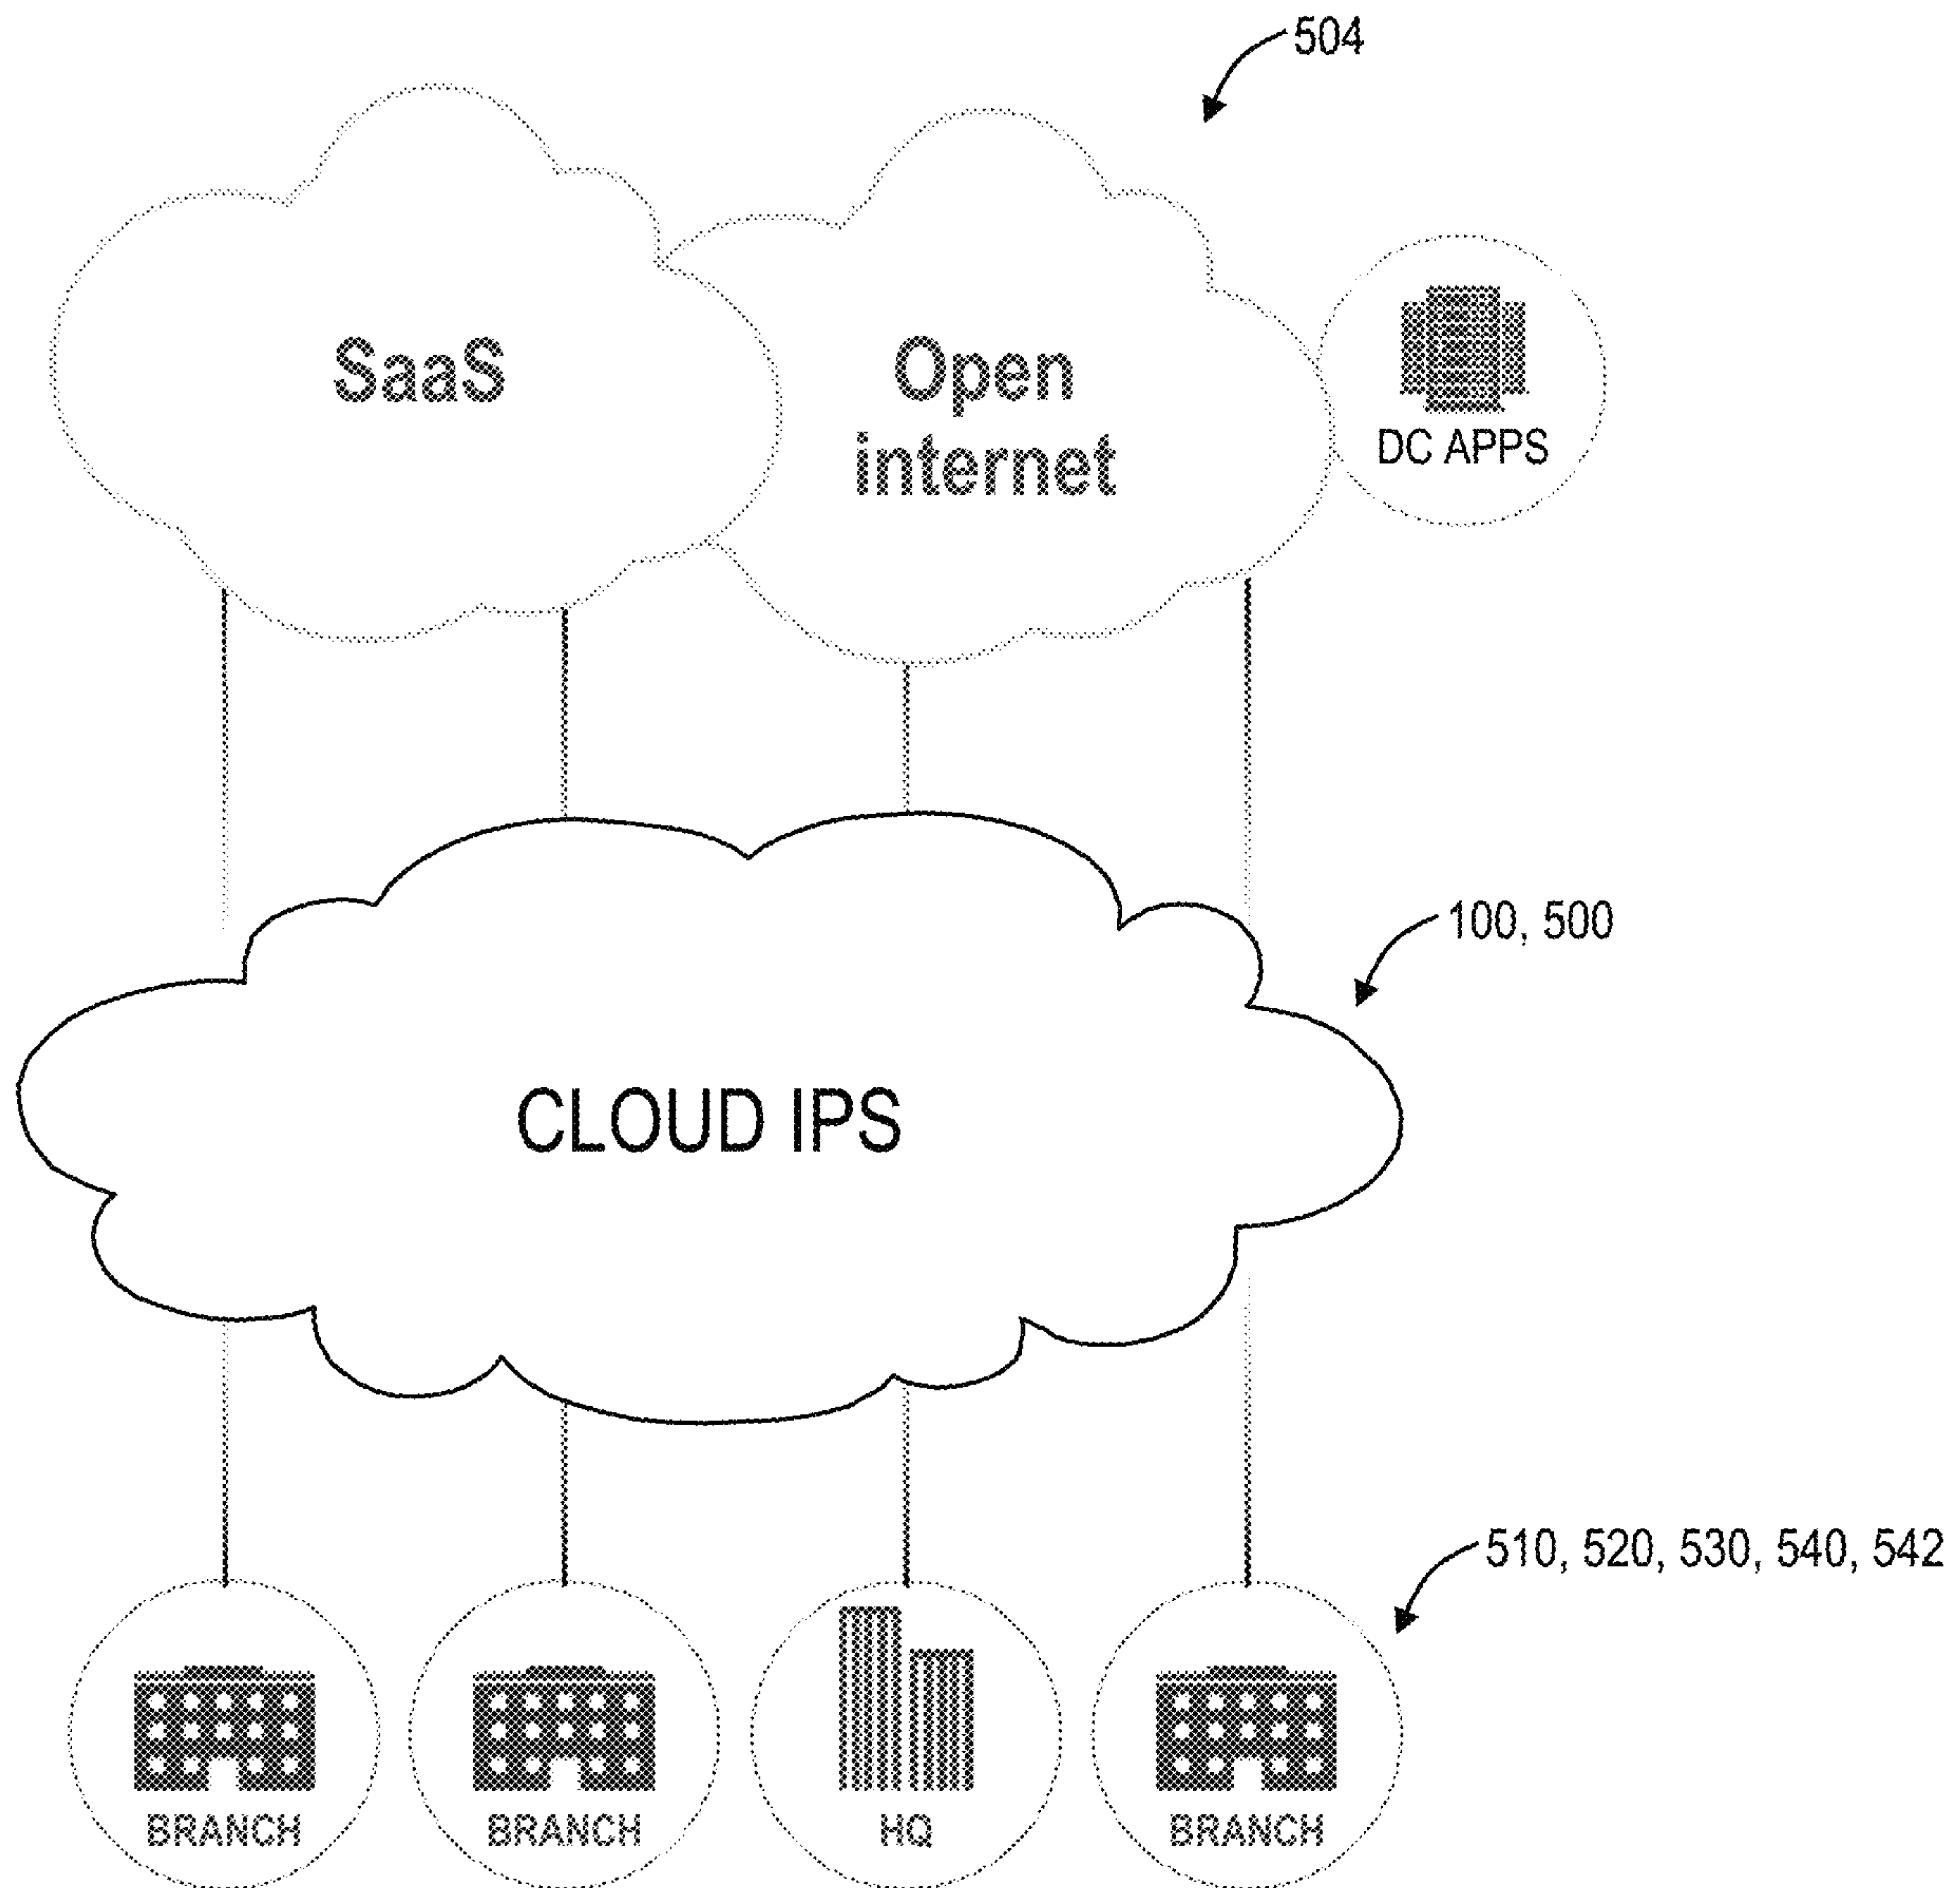 504
SaaS
Open
internet
DC APPS
100, 500
CLOUD IPS
510, 520, 530, 540, 542
BRANCH
BRANCH
HQ
BRANCH